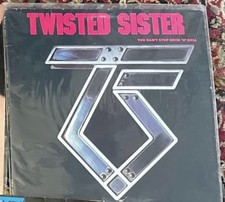 TWISTED SISTER
YOU CAN'T STOP ROCK 'N' ROLL